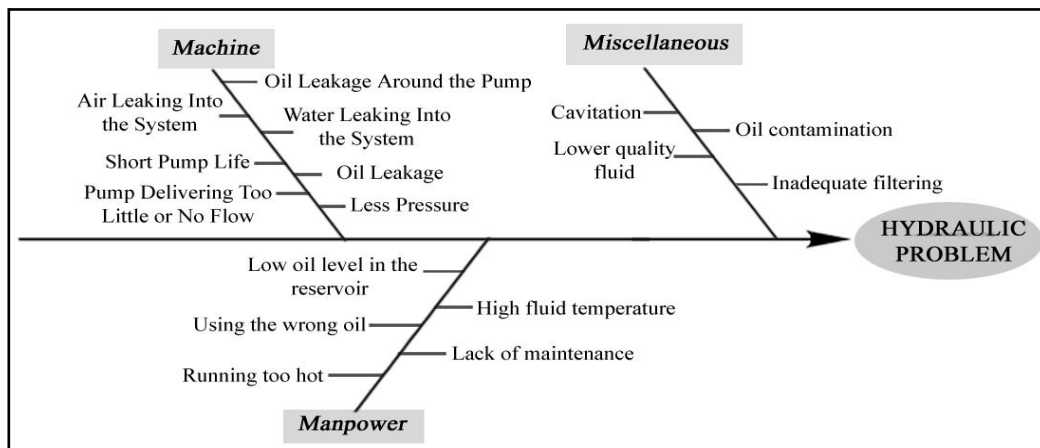 Machine
Oil Leakage Around the Pump
Air Leaking Into
the System
Water Leaking Into
the System
Short Pump Life
Oil Leakage
Pump Delivering Too
Little or No Flow
Less Pressure
Miscellaneous
Cavitation
Oil contamination
Lower quality
fluid
Inadequate filtering
HYDRAULIC
PROBLEM
Low oil level in the
reservoir
High fluid temperature
Using the wrong oil
Lack of maintenance
Running too hot
Manpower